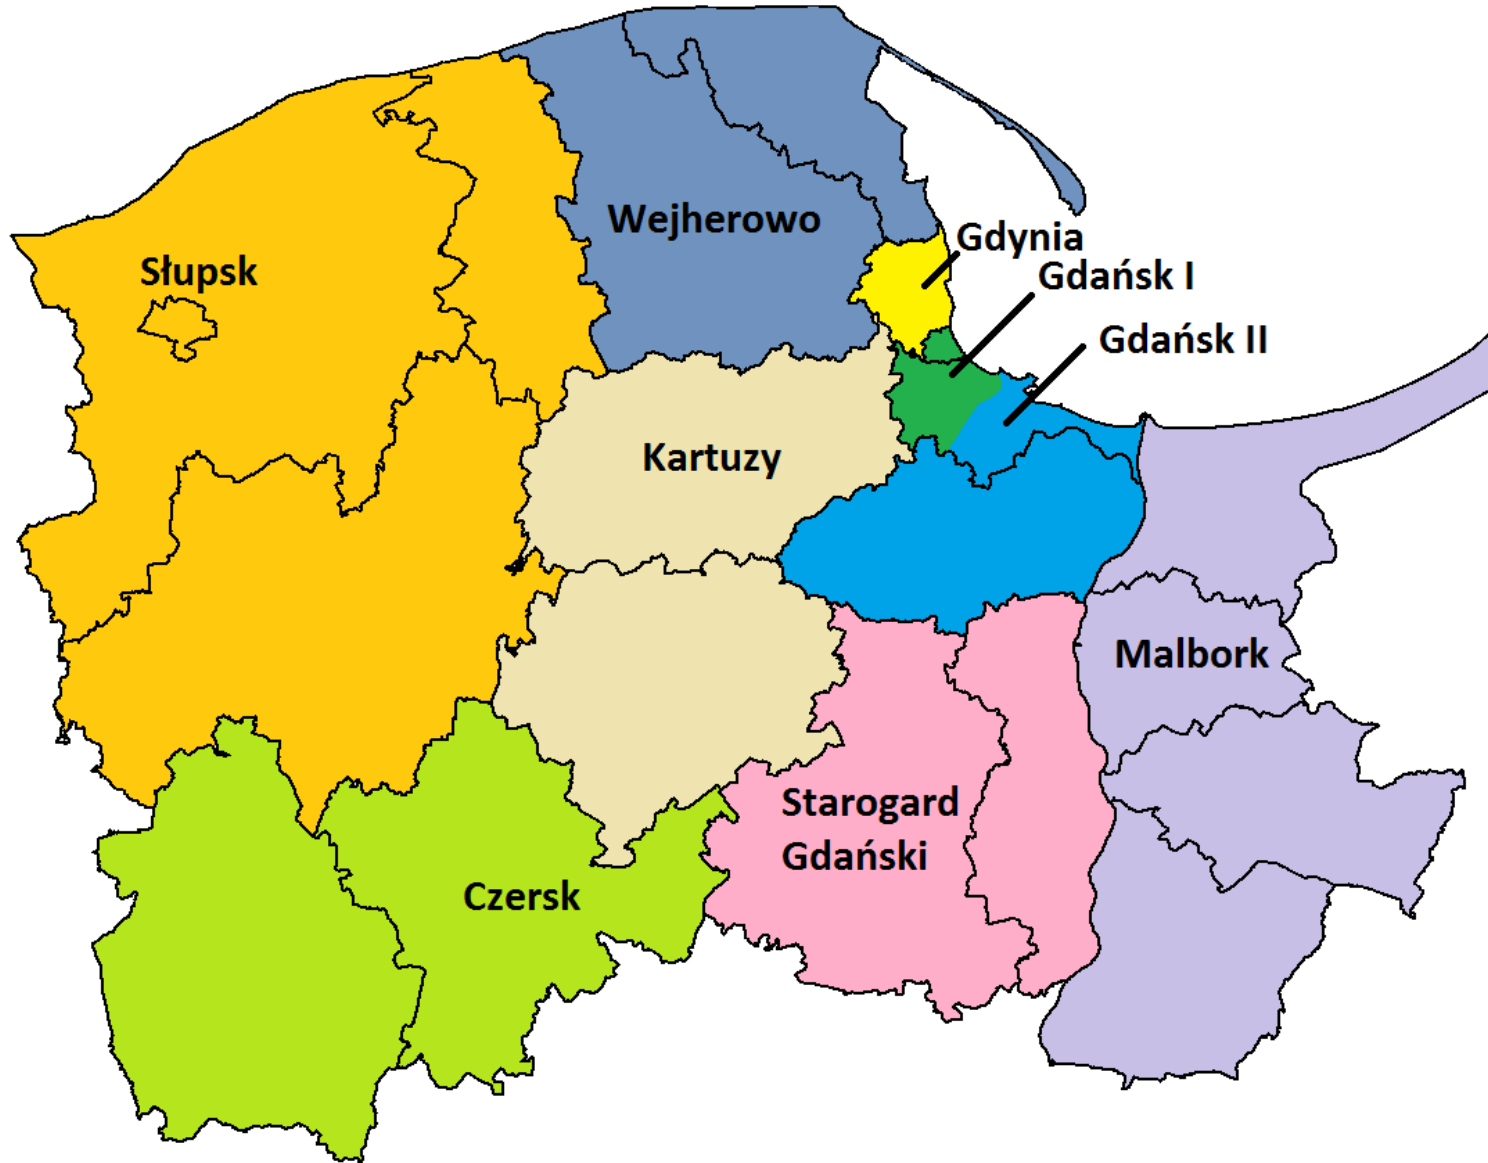 Wejherowo
Gdynia
Słupsk
Gdańsk I
Gdańsk II
Kartuzy
Malbork
Starogard
Gdański
Czersk